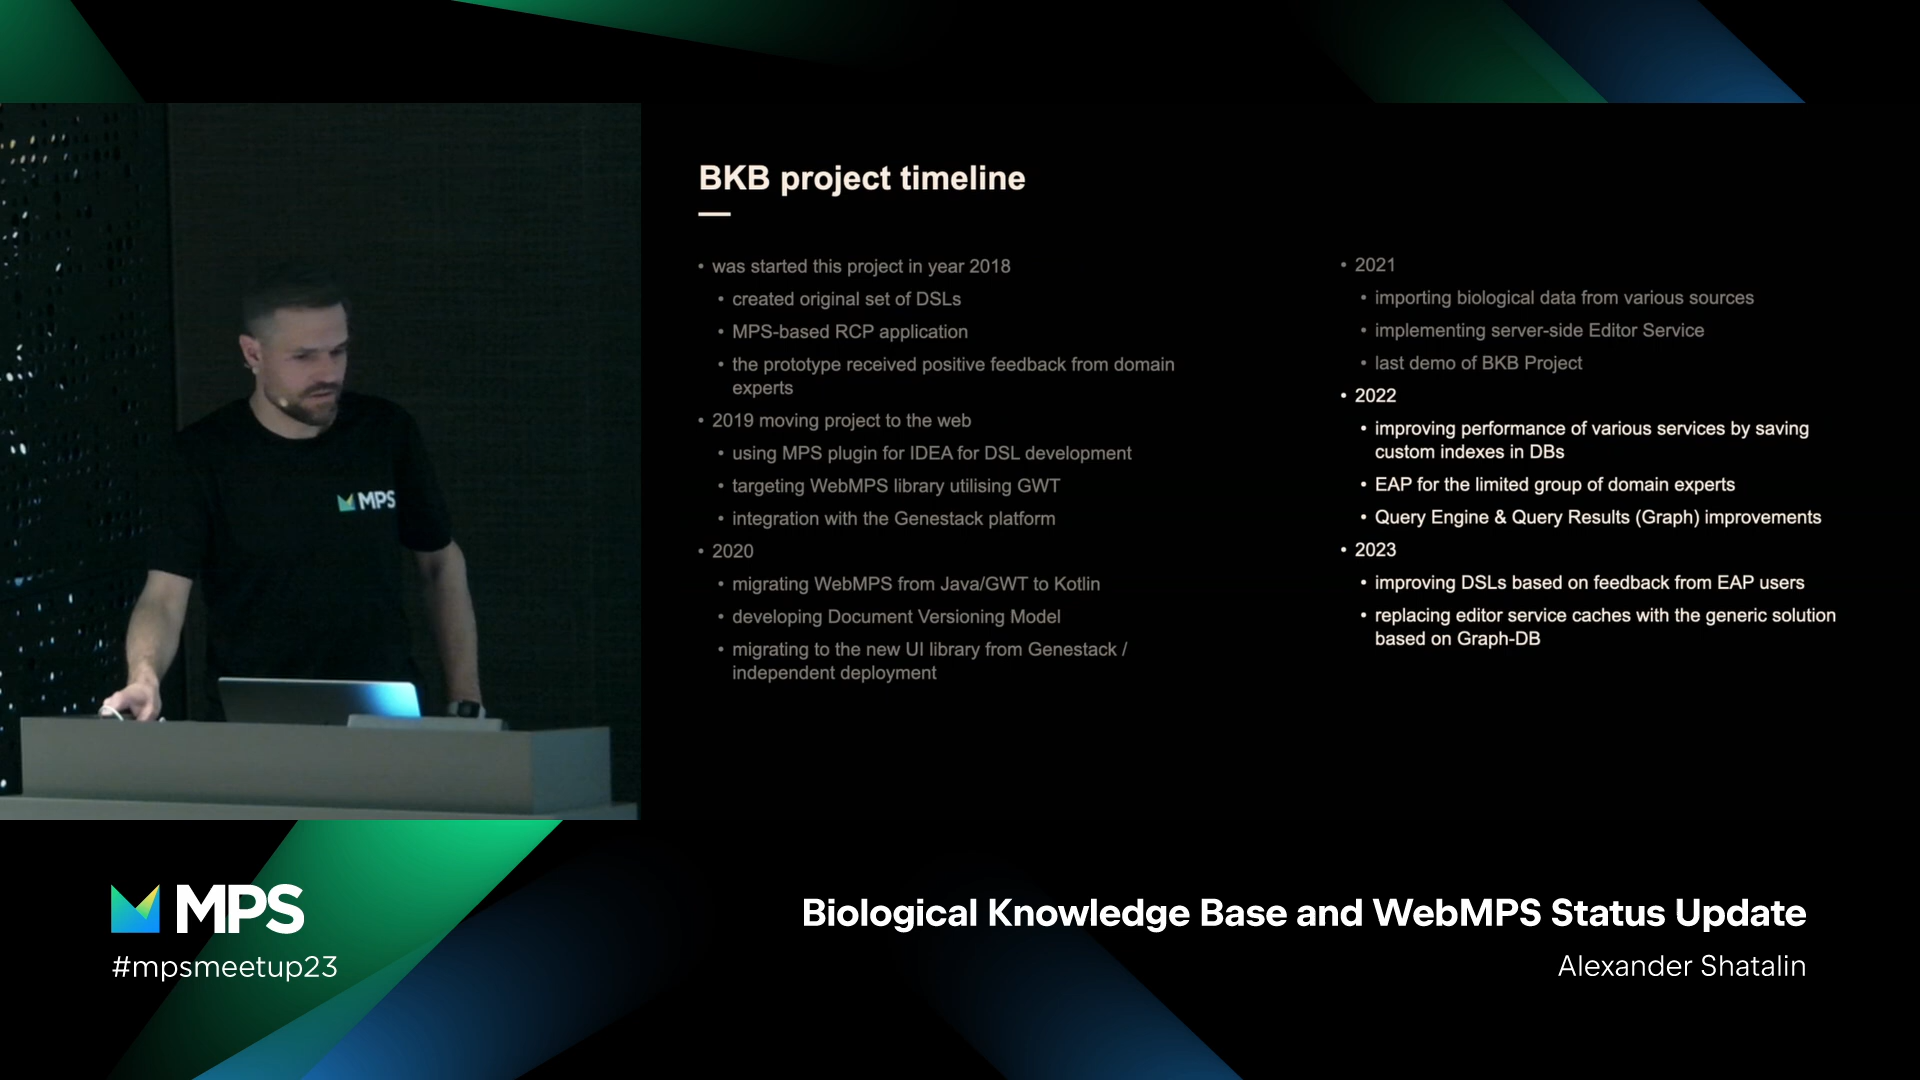 BKB project timeline
• was started this project in year 2018
• created original set of DSLs
• MPS-based RCP application
• the prototype received positive feedback from domain
experts
• 2019 moving project to the web
• using MPS plugin for IDEA for DSL development
• targeting WebMPS library utilising GWT
• integration with the Genestack platform
• 2020
• migrating WebMPS from Java/GWT to Kotlin
• developing Document Versioning Model
• migrating to the new UI library from Genestack /
independent deployment
• 2021
• importing biological data from various sources
• implementing server-side Editor Service
• last demo of BKB Project
• 2022
• improving performance of various services by saving
custom indexes in DBs
• EAP for the limited group of domain experts
• Query Engine & Query Results (Graph) improvements
• 2023
• improving DSLs based on feedback from EAP users
• replacing editor service caches with the generic solution
based on Graph-DB
MPS
MPS
#mpsmeetup23
Biological Knowledge Base and WebMPS Status Update
Alexander Shatalin